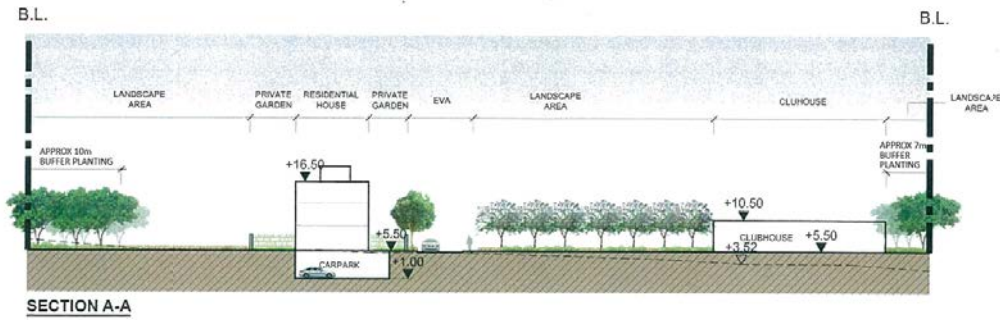 B.L.
B.L.
LANDSCAPE
AREA
PRIVATE
GARDEN
RESIDENTIAL
HOUSE
PRIVATE
GARDEN
EVA
LANDSCAPE
AREA
CLUHOUSE
LANDSCAPE
AREA
APPROX 10m
BUFFER PLANTING
APPROX 7m
BUFFER
PLANTING
+16.50
+10.50
+5.50
CLUBHOUSE
+5.50
+3.52
CARPARK
+1.00
SECTION A-A